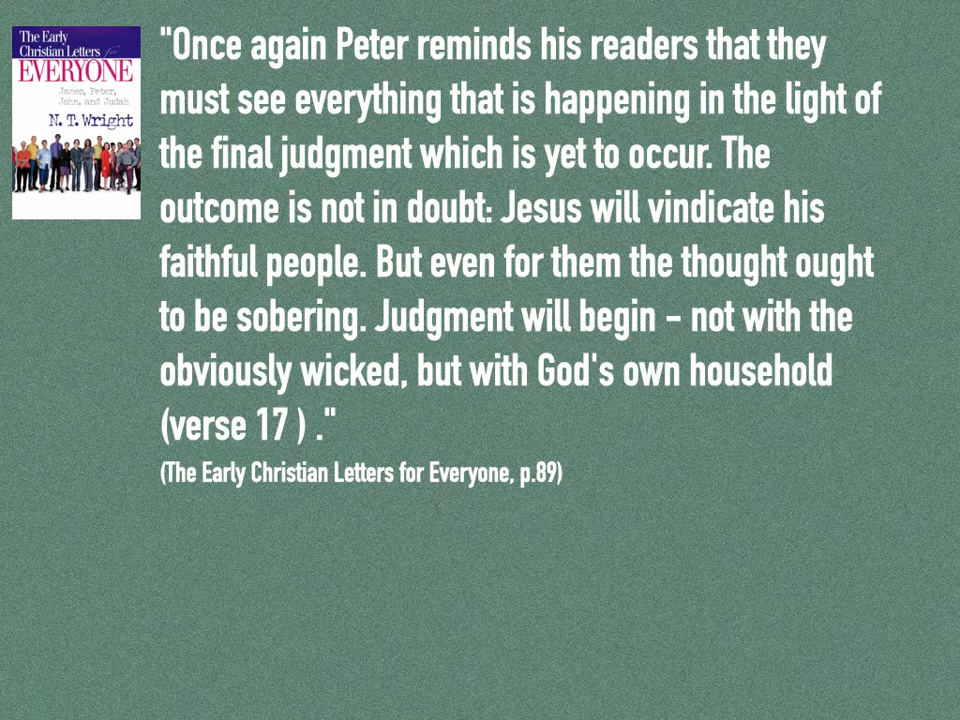 The Early
Christian Letters for
EVERYONE
James, Peter,
John, and Judah
N. T. Wright
"Once again Peter reminds his readers that they
must see everything that is happening in the light of
the final judgment which is yet to occur. The
outcome is not in doubt: Jesus will vindicate his
faithful people. But even for them the thought ought
to be sobering. Judgment will begin - not with the
obviously wicked, but with God's own household
(verse 17 ) ."
(The Early Christian Letters for Everyone, p.89)